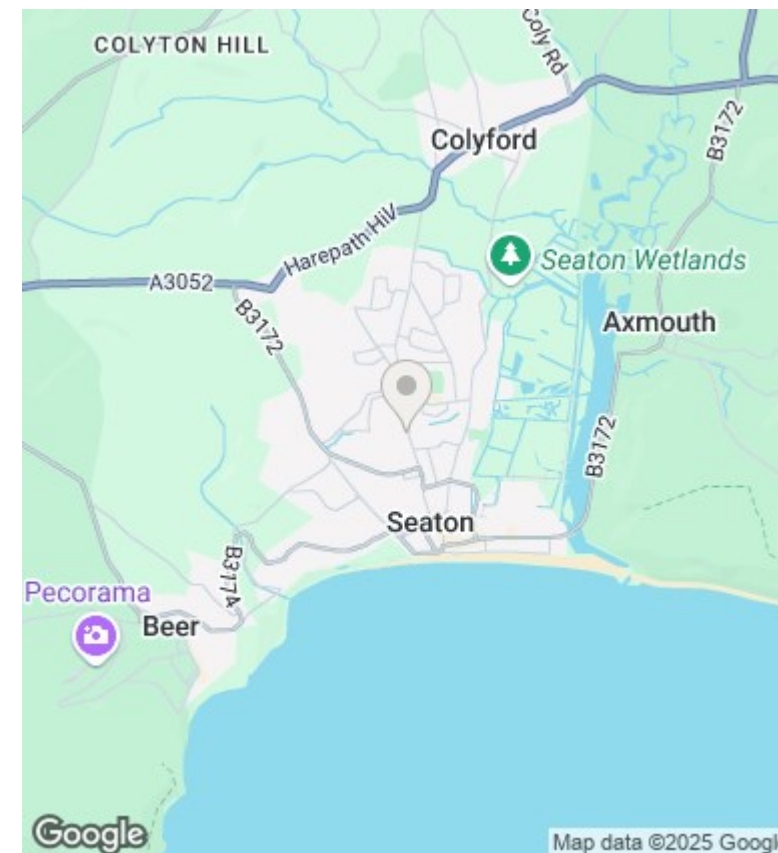 COLYTON HILL
Coly Rd
Colyford
B3172
Harepath Hill
Seaton Wetlands
A3052
B3172
Axmouth
B3172
Seaton
B3174
Pecorama
Beer
Google
Map data ©2025 Google